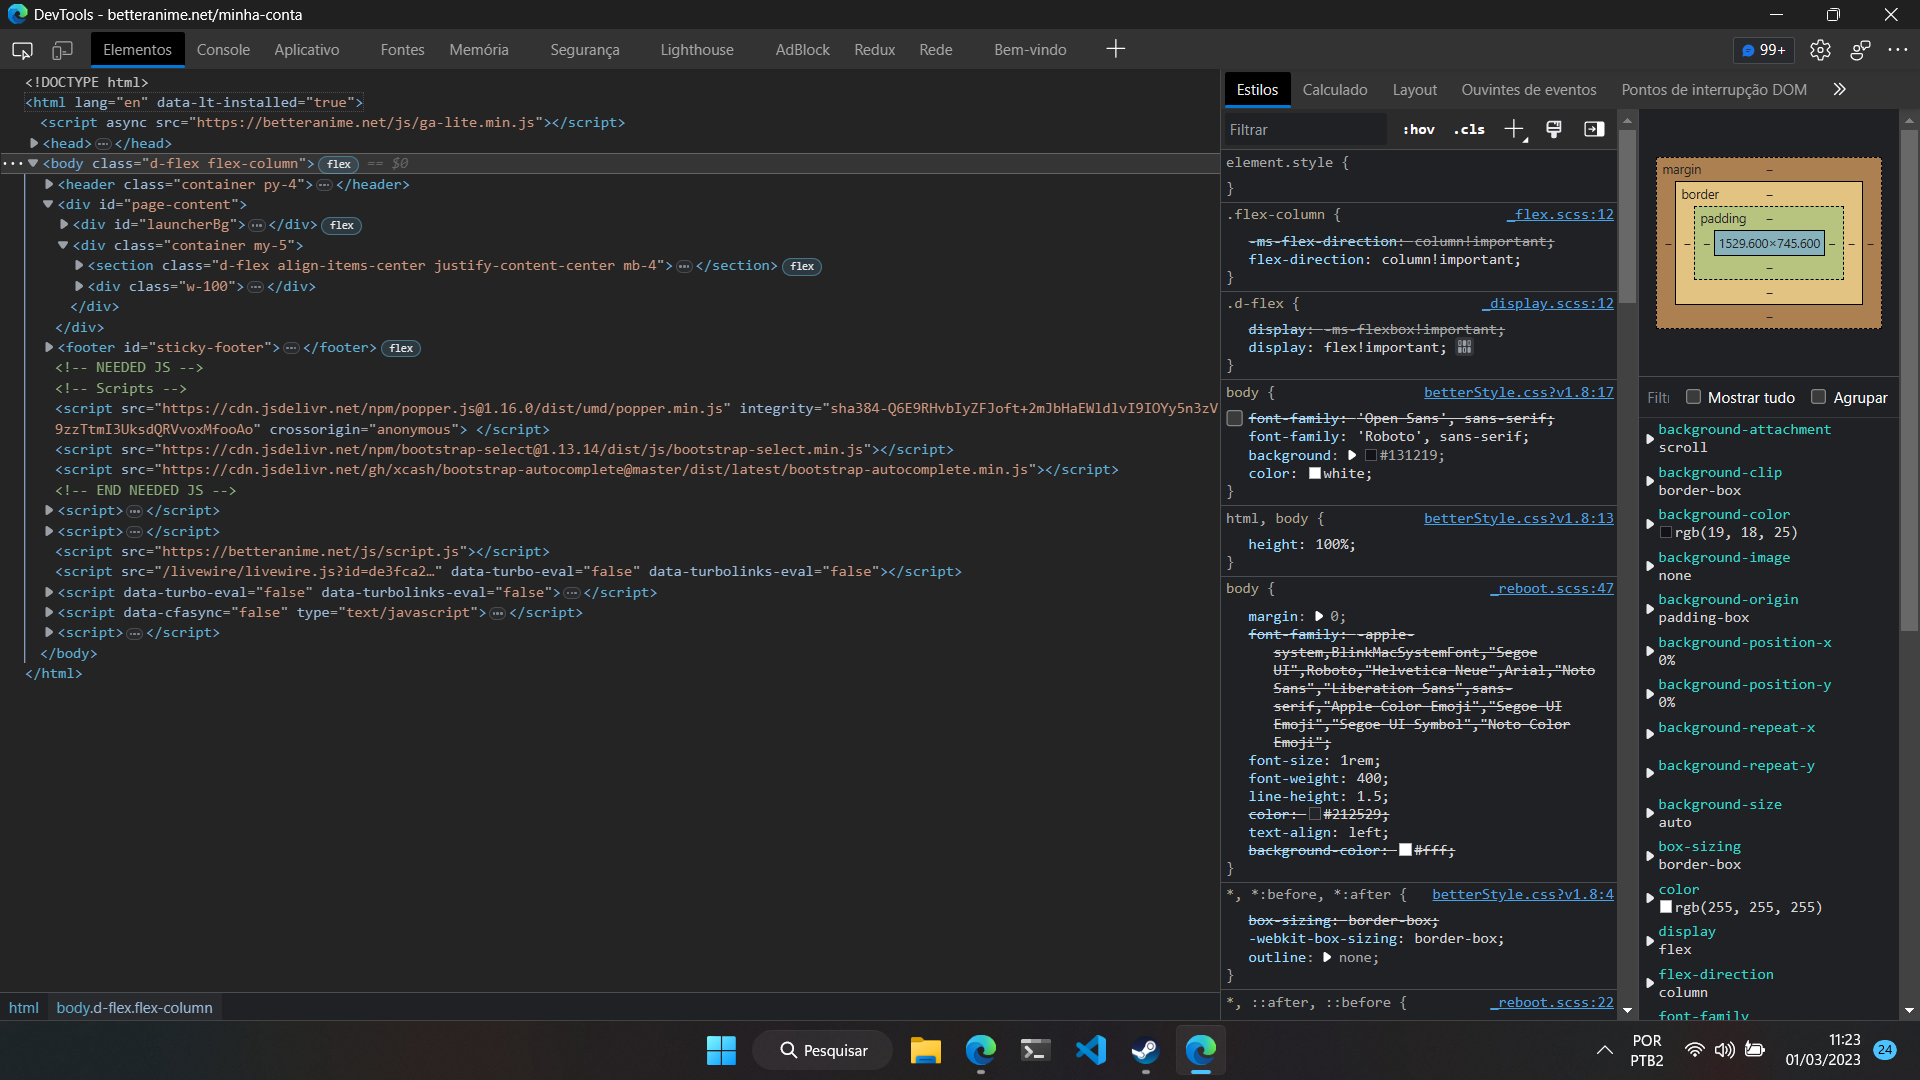 DevTools - betteranime.net/minha-conta
Elementos Console Aplicativo Fontes Memória Segurança Lighthouse AdBlock Redux Rede Bem-vindo
99+
<!DOCTYPE html>
<html lang="en" data-lt-installed="true">
<script async src="https://betteranime.net/js/ga-lite.min.js"></script>
<head>…</head>
<body class="d-flex flex-column"> flex == $0
<header class="container py-4">…</header>
<div id="page-content">
<div id="launcherBg">…</div> flex
<div class="container my-5">
<section class="d-flex align-items-center justify-content-center mb-4">…</section> flex
<div class="w-100">…</div>
</div>
</div>
<footer id="sticky-footer">…</footer> flex
<!-- NEEDED JS -->
<!-- Scripts -->
<script src="https://cdn.jsdelivr.net/npm/popper.js@1.16.0/dist/umd/popper.min.js" integrity="sha384-Q6E9RHvbIyZFJoft+2mJbHaEWldlvI9IOYy5n3zV
9zzTtmI3UksdQRVvoxMfooAo" crossorigin="anonymous"> </script>
<script src="https://cdn.jsdelivr.net/npm/bootstrap-select@1.13.14/dist/js/bootstrap-select.min.js"></script>
<script src="https://cdn.jsdelivr.net/gh/xcash/bootstrap-autocomplete@master/dist/latest/bootstrap-autocomplete.min.js"></script>
<!-- END NEEDED JS -->
<script>…</script>
<script>…</script>
<script src="https://betteranime.net/js/script.js"></script>
<script src="/livewire/livewire.js?id=de3fca2…" data-turbo-eval="false" data-turbolinks-eval="false"></script>
<script data-turbo-eval="false" data-turbolinks-eval="false">…</script>
<script data-cfasync="false" type="text/javascript">…</script>
<script>…</script>
</body>
</html>
html body.d-flex.flex-column
Estilos Calculado Layout Ouvintes de eventos Pontos de interrupção DOM
Filtrar :hov .cls
element.style {
}
.flex-column { _flex.scss:12
-ms-flex-direction: column!important;
flex-direction: column!important;
}
.d-flex { _display.scss:12
display: -ms-flexbox!important;
display: flex!important;
}
body { betterStyle.css?v1.8:17
font-family: 'Open Sans', sans-serif;
font-family: 'Roboto', sans-serif;
background: #131219;
color: white;
}
html, body { betterStyle.css?v1.8:13
height: 100%;
}
body { _reboot.scss:47
margin: 0;
font-family: -apple-
system,BlinkMacSystemFont,"Segoe
UI",Roboto,"Helvetica Neue",Arial,"Noto
Sans","Liberation Sans",sans-
serif,"Apple Color Emoji","Segoe UI
Emoji","Segoe UI Symbol","Noto Color
Emoji";
font-size: 1rem;
font-weight: 400;
line-height: 1.5;
color: #212529;
text-align: left;
background-color: #fff;
}
*, *:before, *:after { betterStyle.css?v1.8:4
box-sizing: border-box;
-webkit-box-sizing: border-box;
outline: none;
}
*, ::after, ::before { _reboot.scss:22
margin –
border –
padding –
– – – 1529.600×745.600 – – –
–
–
–
Filtr Mostrar tudo Agrupar
background-attachment
scroll
background-clip
border-box
background-color
rgb(19, 18, 25)
background-image
none
background-origin
padding-box
background-position-x
0%
background-position-y
0%
background-repeat-x
background-repeat-y
background-size
auto
box-sizing
border-box
color
rgb(255, 255, 255)
display
flex
flex-direction
column
font-family
Pesquisar
POR
PTB2
11:23
01/03/2023
24